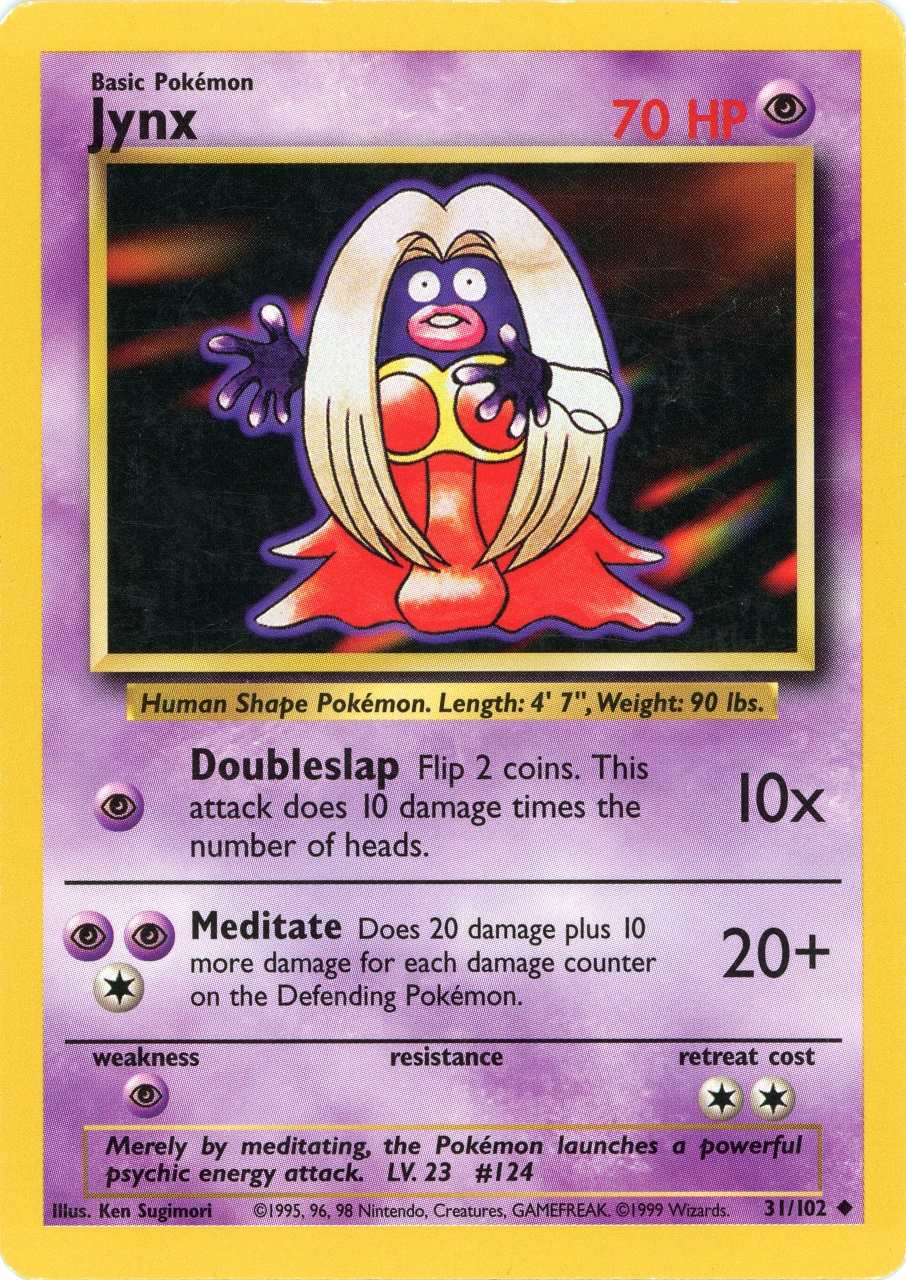 Basic Pokémon
Jynx
70 HP
Human Shape Pokémon. Length: 4' 7", Weight: 90 lbs.
Doubleslap Flip 2 coins. This
attack does 10 damage times the
number of heads.
10x
Meditate Does 20 damage plus 10
more damage for each damage counter
on the Defending Pokémon.
20+
weakness resistance retreat cost
Merely by meditating, the Pokémon launches a powerful
psychic energy attack. LV. 23 #124
Illus. Ken Sugimori ©1995, 96, 98 Nintendo, Creatures, GAMEFREAK. ©1999 Wizards. 31/102